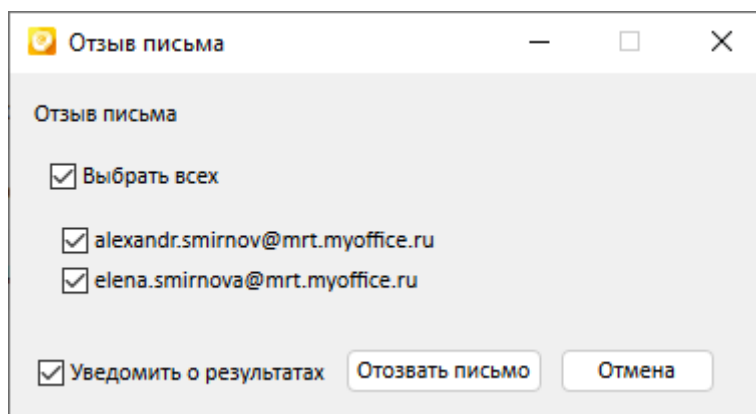 Отзыв письма
Отзыв письма
Выбрать всех
alexandr.smirnov@mrt.myoffice.ru
elena.smirnova@mrt.myoffice.ru
Уведомить о результатах Отозвать письмо Отмена